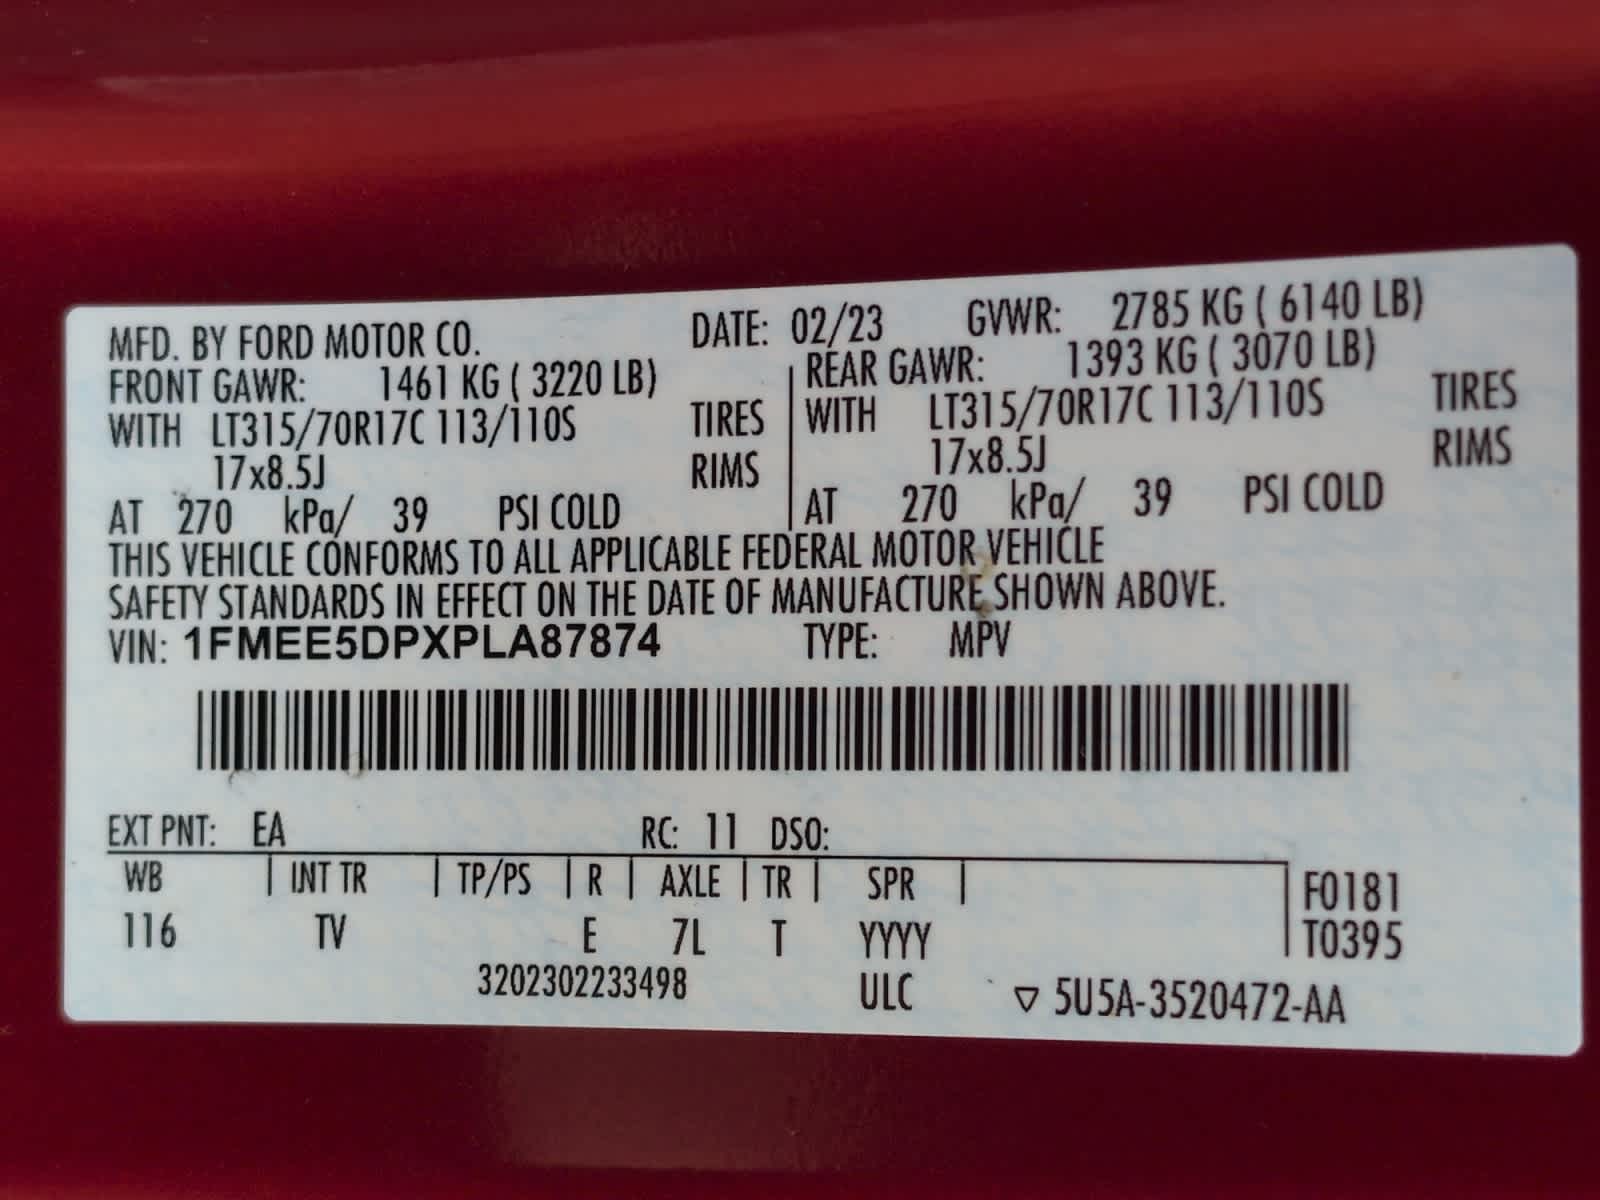 MFD. BY FORD MOTOR CO. DATE: 02/23 GVWR: 2785 KG ( 6140 LB)
FRONT GAWR: 1461 KG ( 3220 LB) REAR GAWR: 1393 KG ( 3070 LB)
WITH LT315/70R17C 113/110S TIRES WITH LT315/70R17C 113/110S TIRES
17x8.5J RIMS 17x8.5J RIMS
AT 270 kPa/ 39 PSI COLD AT 270 kPa/ 39 PSI COLD
THIS VEHICLE CONFORMS TO ALL APPLICABLE FEDERAL MOTOR VEHICLE
SAFETY STANDARDS IN EFFECT ON THE DATE OF MANUFACTURE SHOWN ABOVE.
VIN: 1FMEE5DPXPLA87874 TYPE: MPV
EXT PNT: EA RC: 11 DSO:
WB | INT TR | TP/PS | R | AXLE | TR | SPR | F0181
116 TV E 7L T YYYY T0395
3202302233498 ULC ▽ 5U5A-3520472-AA